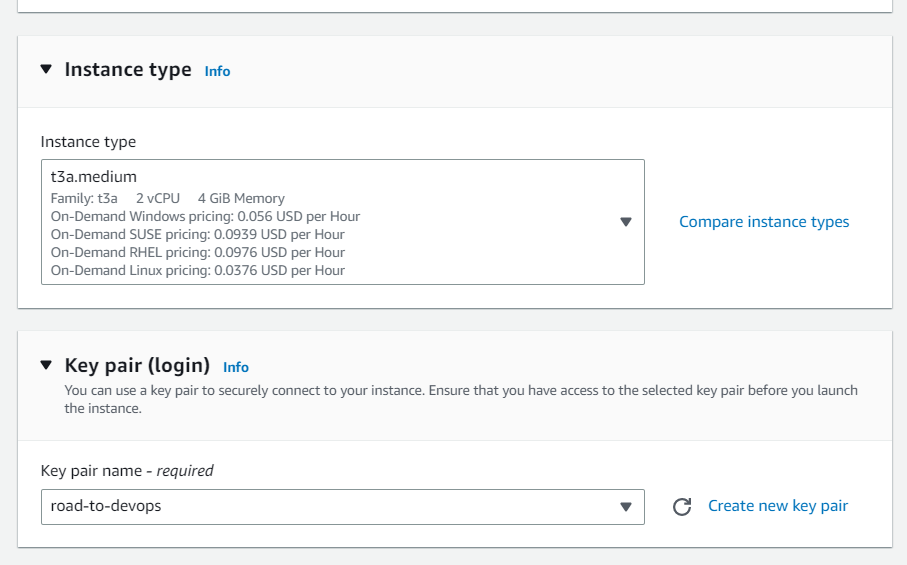 Instance type Info
Instance type
t3a.medium
Family: t3a 2 vCPU 4 GiB Memory
On-Demand Windows pricing: 0.056 USD per Hour
On-Demand SUSE pricing: 0.0939 USD per Hour
On-Demand RHEL pricing: 0.0976 USD per Hour
On-Demand Linux pricing: 0.0376 USD per Hour
Compare instance types
Key pair (login) Info
You can use a key pair to securely connect to your instance. Ensure that you have access to the selected key pair before you launch
the instance.
Key pair name - required
road-to-devops
Create new key pair